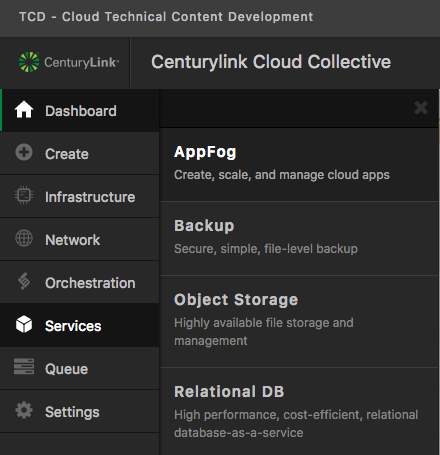 TCD - Cloud Technical Content Development
CenturyLink™
Centurylink Cloud Collective
Dashboard
Create
Infrastructure
Network
Orchestration
Services
Queue
Settings
AppFog
Create, scale, and manage cloud apps
Backup
Secure, simple, file-level backup
Object Storage
Highly available file storage and
management
Relational DB
High performance, cost-efficient, relational
database-as-a-service